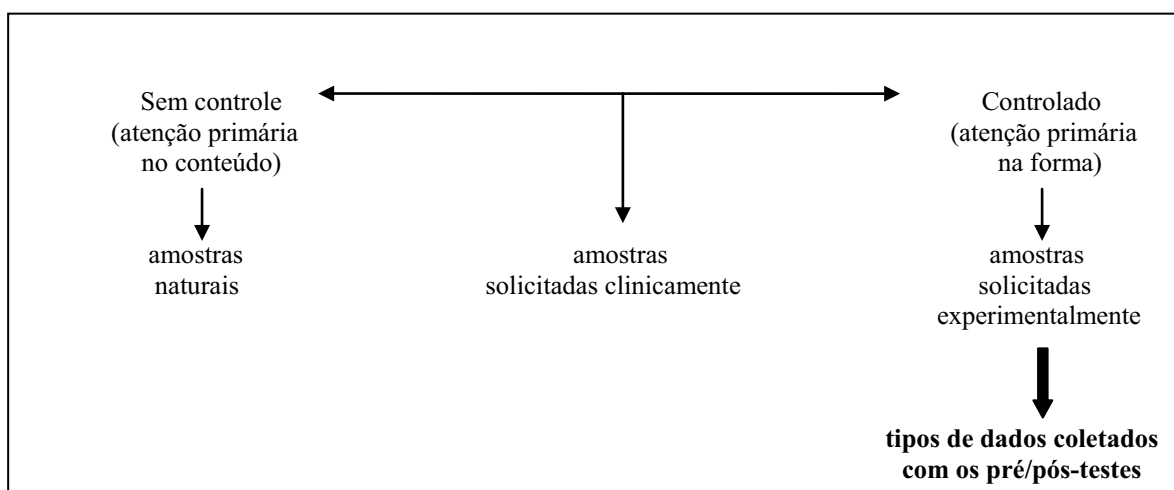 Sem controle
(atenção primária
no conteúdo)
Controlado
(atenção primária
na forma)
amostras
naturais
amostras
solicitadas clinicamente
amostras
solicitadas
experimentalmente
tipos de dados coletados
com os pré/pós-testes